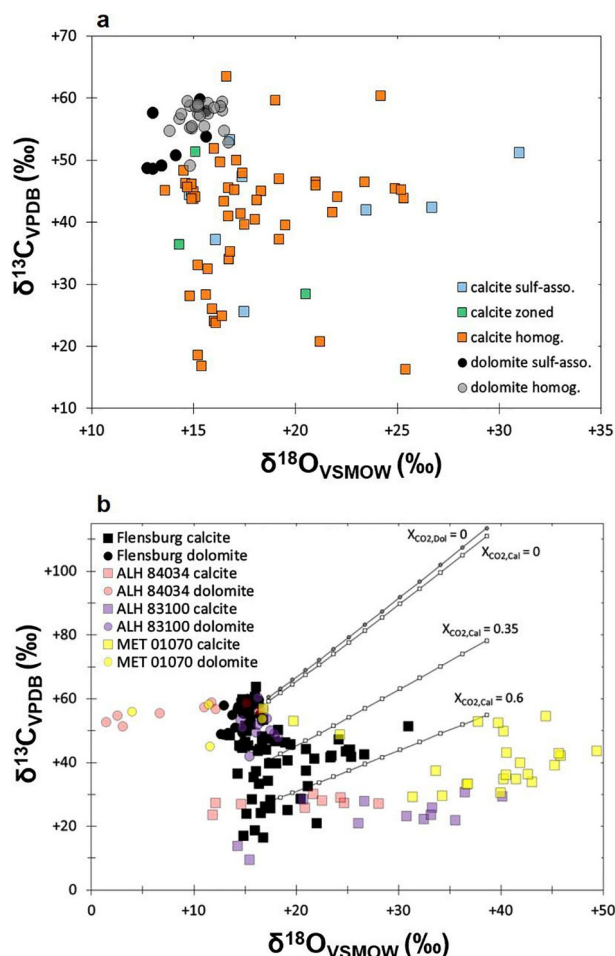 a
+70
+60
+50
+40
+30
+20
+10
δ13CVPDB (‰)
calcite sulf-asso.
calcite zoned
calcite homog.
dolomite sulf-asso.
dolomite homog.
+10 +15 +20 +25 +30 +35
δ18OVSMOW (‰)
b
Flensburg calcite
Flensburg dolomite
ALH 84034 calcite
ALH 84034 dolomite
ALH 83100 calcite
ALH 83100 dolomite
MET 01070 calcite
MET 01070 dolomite
XCO2,Dol = 0
XCO2,Cal = 0
XCO2,Cal = 0.35
XCO2,Cal = 0.6
+100
+80
+60
+40
+20
0
δ13CVPDB (‰)
0 +10 +20 +30 +40 +50
δ18OVSMOW (‰)